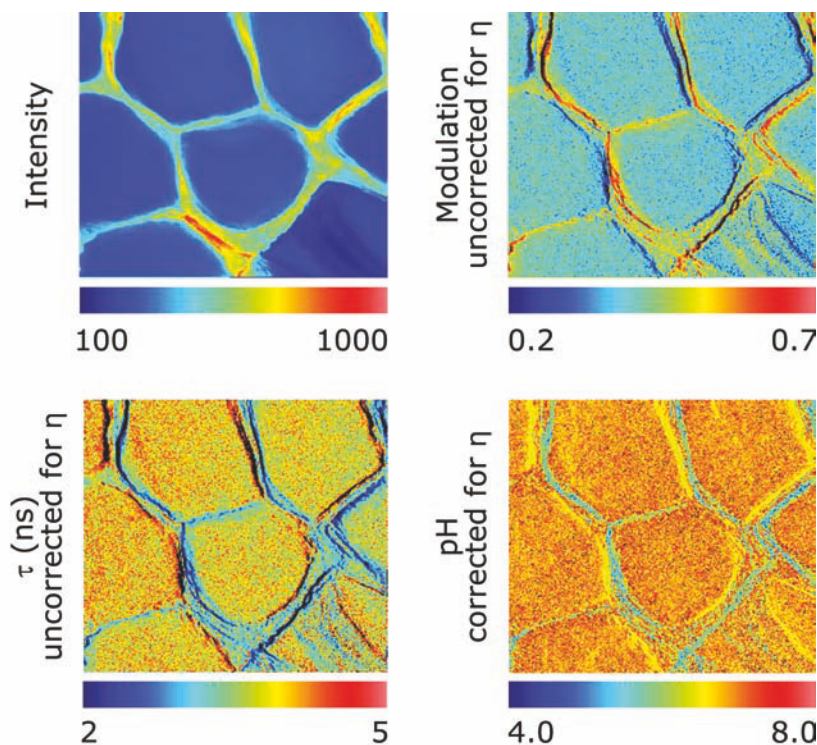 Intensity
100 1000
Modulation
uncorrected for η
0.2 0.7
τ (ns)
uncorrected for η
2 5
pH
corrected for η
4.0 8.0